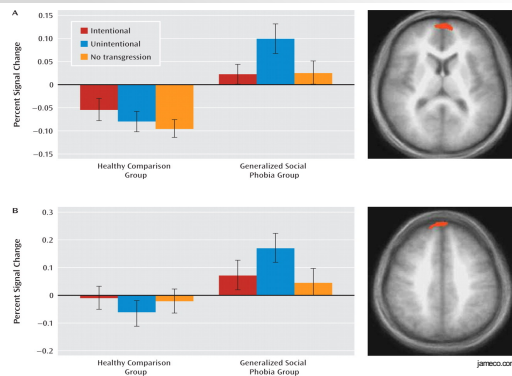 A
Percent Signal Change
0.15
0.10
0.05
0
−0.05
−0.10
−0.15
Intentional
Unintentional
No transgression
Healthy Comparison
Group
Generalized Social
Phobia Group
B
Percent Signal Change
0.3
0.2
0.1
0
−0.1
−0.2
Healthy Comparison
Group
Generalized Social
Phobia Group